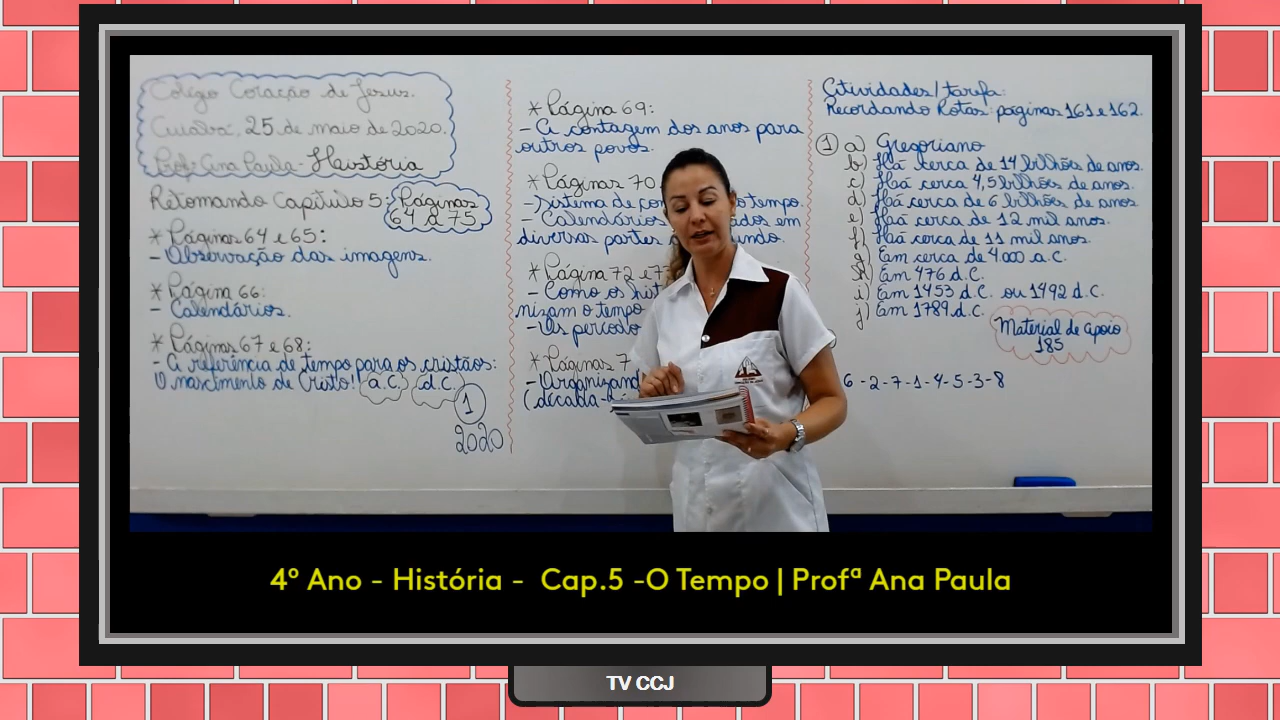 Colégio Coração de Jesus.
Cuiabá, 25 de maio de 2020.
Prof: Ana Paula - História
Retomando Capítulo 5: Páginas
64 a 75
* Páginas 64 e 65:
- Observação das imagens.
* Página 66:
- Calendários.
* Páginas 67 e 68:
- A referência de tempo para os cristãos:
O nascimento de Cristo! a.C. d.C.
1
2020
* Página 69:
- A contagem dos anos para
outros povos.
* Páginas 70
- Sistema de tempo.
- Calendários em
diversas partes
* Página 72 e 73
- Como os
o tempo
- Os
* Páginas 7
-
(década
Atividades/tarefa:
Recordando Rotas: páginas 161 e 162.
1 a) Gregoriano
b) Há cerca de 14 bilhões de anos.
c) Há cerca 4,5 bilhões de anos.
d) Há cerca de 6 bilhões de anos.
e) Há cerca de 12 mil anos.
f) Há cerca de 11 mil anos.
g) Em cerca de 4.000 a.C.
h) Em 476 d.C.
i) Em 1453 d.C. ou 1492 d.C.
j) Em 1789 d.C.
Material de apoio
185
6 - 2 - 7 - 1 - 4 - 5 - 3 - 8
4º Ano - História - Cap.5 -O Tempo | Profª Ana Paula
TV CCJ